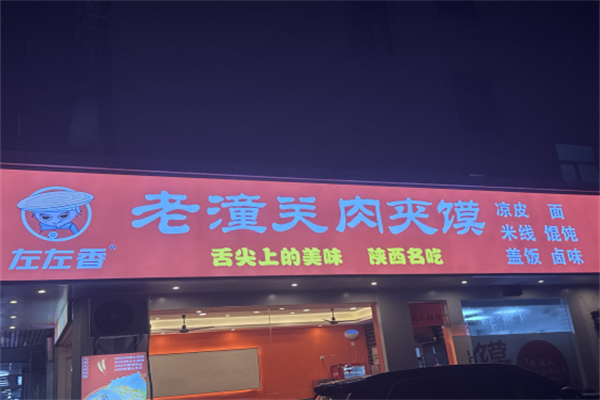 左左香
老潼关肉夹馍
舌尖上的美味 陕西名吃
凉皮 面
米线 馄饨
盖饭 卤味
馍